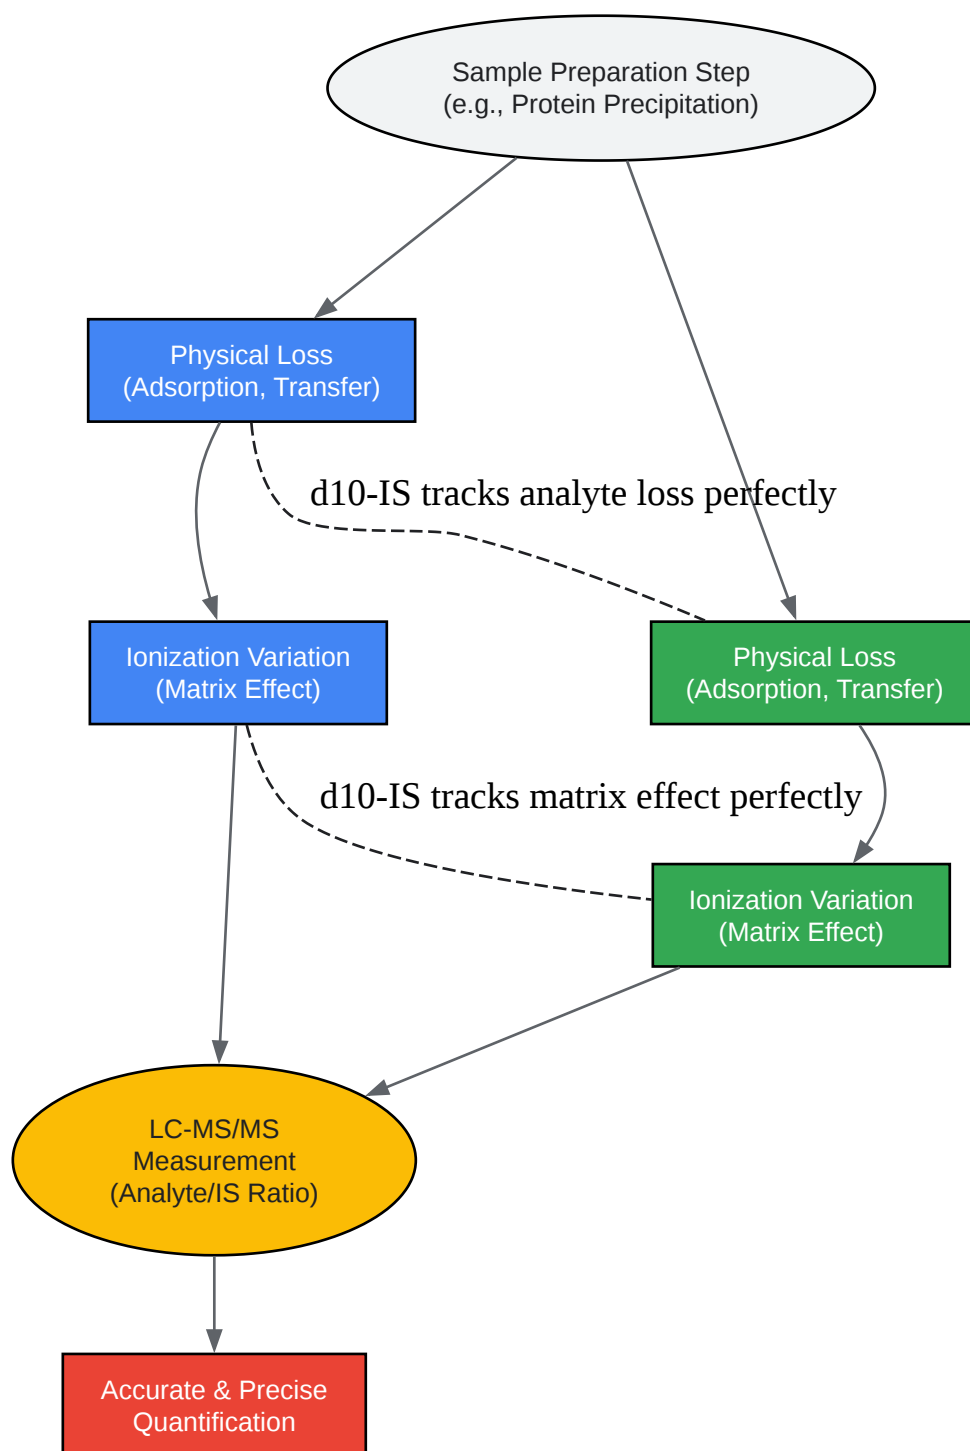 Sample Preparation Step
(e.g., Protein Precipitation)
Physical Loss
(Adsorption, Transfer)
d10-IS tracks analyte loss perfectly
Ionization Variation
(Matrix Effect)
Physical Loss
(Adsorption, Transfer)
d10-IS tracks matrix effect perfectly
Ionization Variation
(Matrix Effect)
LC-MS/MS
Measurement
(Analyte/IS Ratio)
Accurate & Precise
Quantification